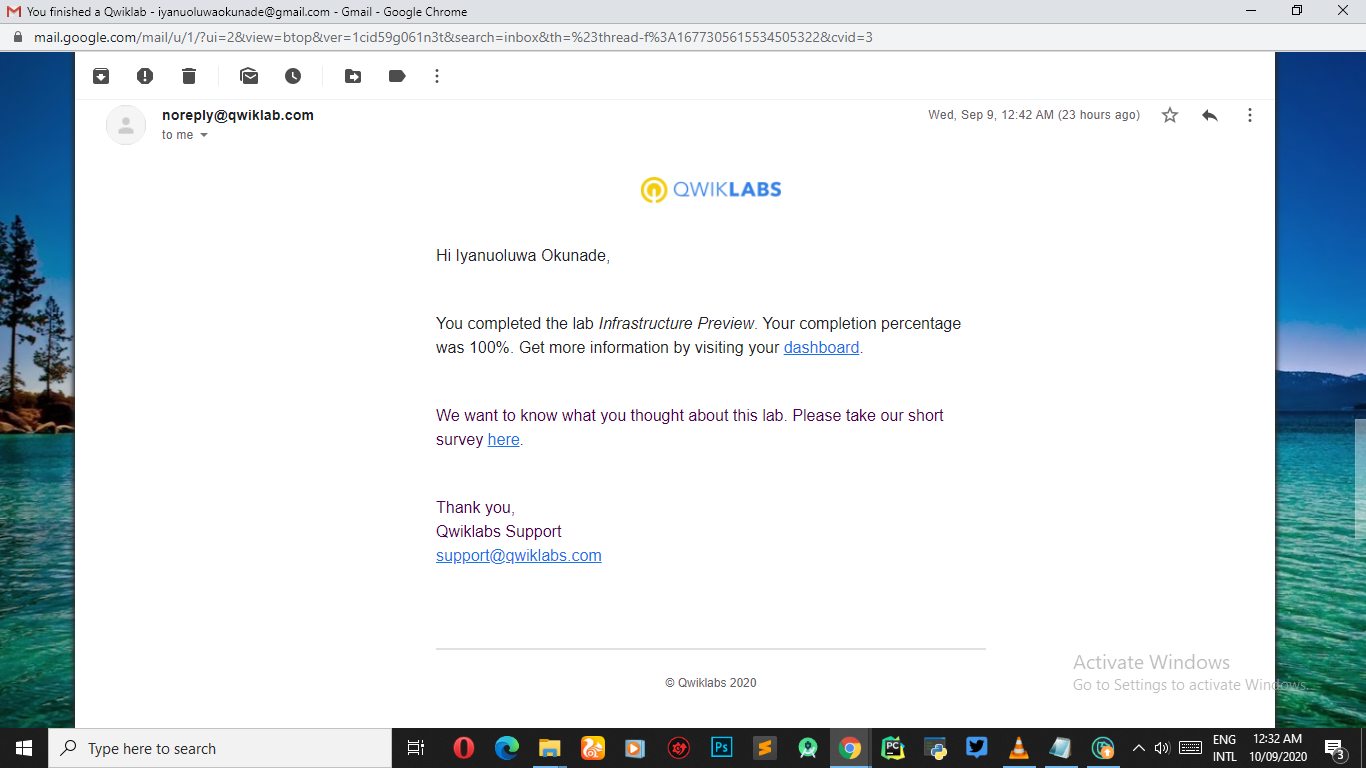 You finished a Qwiklab - iyanuoluwaokunade@gmail.com - Gmail - Google Chrome
mail.google.com/mail/u/1/?ui=2&view=btop&ver=1cid59g061n3t&search=inbox&th=%23thread-f%3A1677305615534505322&cvid=3
noreply@qwiklab.com
Wed, Sep 9, 12:42 AM (23 hours ago)
to me
QWIKLABS
Hi Iyanuoluwa Okunade,
You completed the lab Infrastructure Preview. Your completion percentage
was 100%. Get more information by visiting your dashboard.
We want to know what you thought about this lab. Please take our short
survey here.
Thank you,
Qwiklabs Support
support@qwiklabs.com
© Qwiklabs 2020
Activate Windows
Go to Settings to activate Windows.
Type here to search
Ps
PC
ENG
INTL
12:32 AM
10/09/2020
3